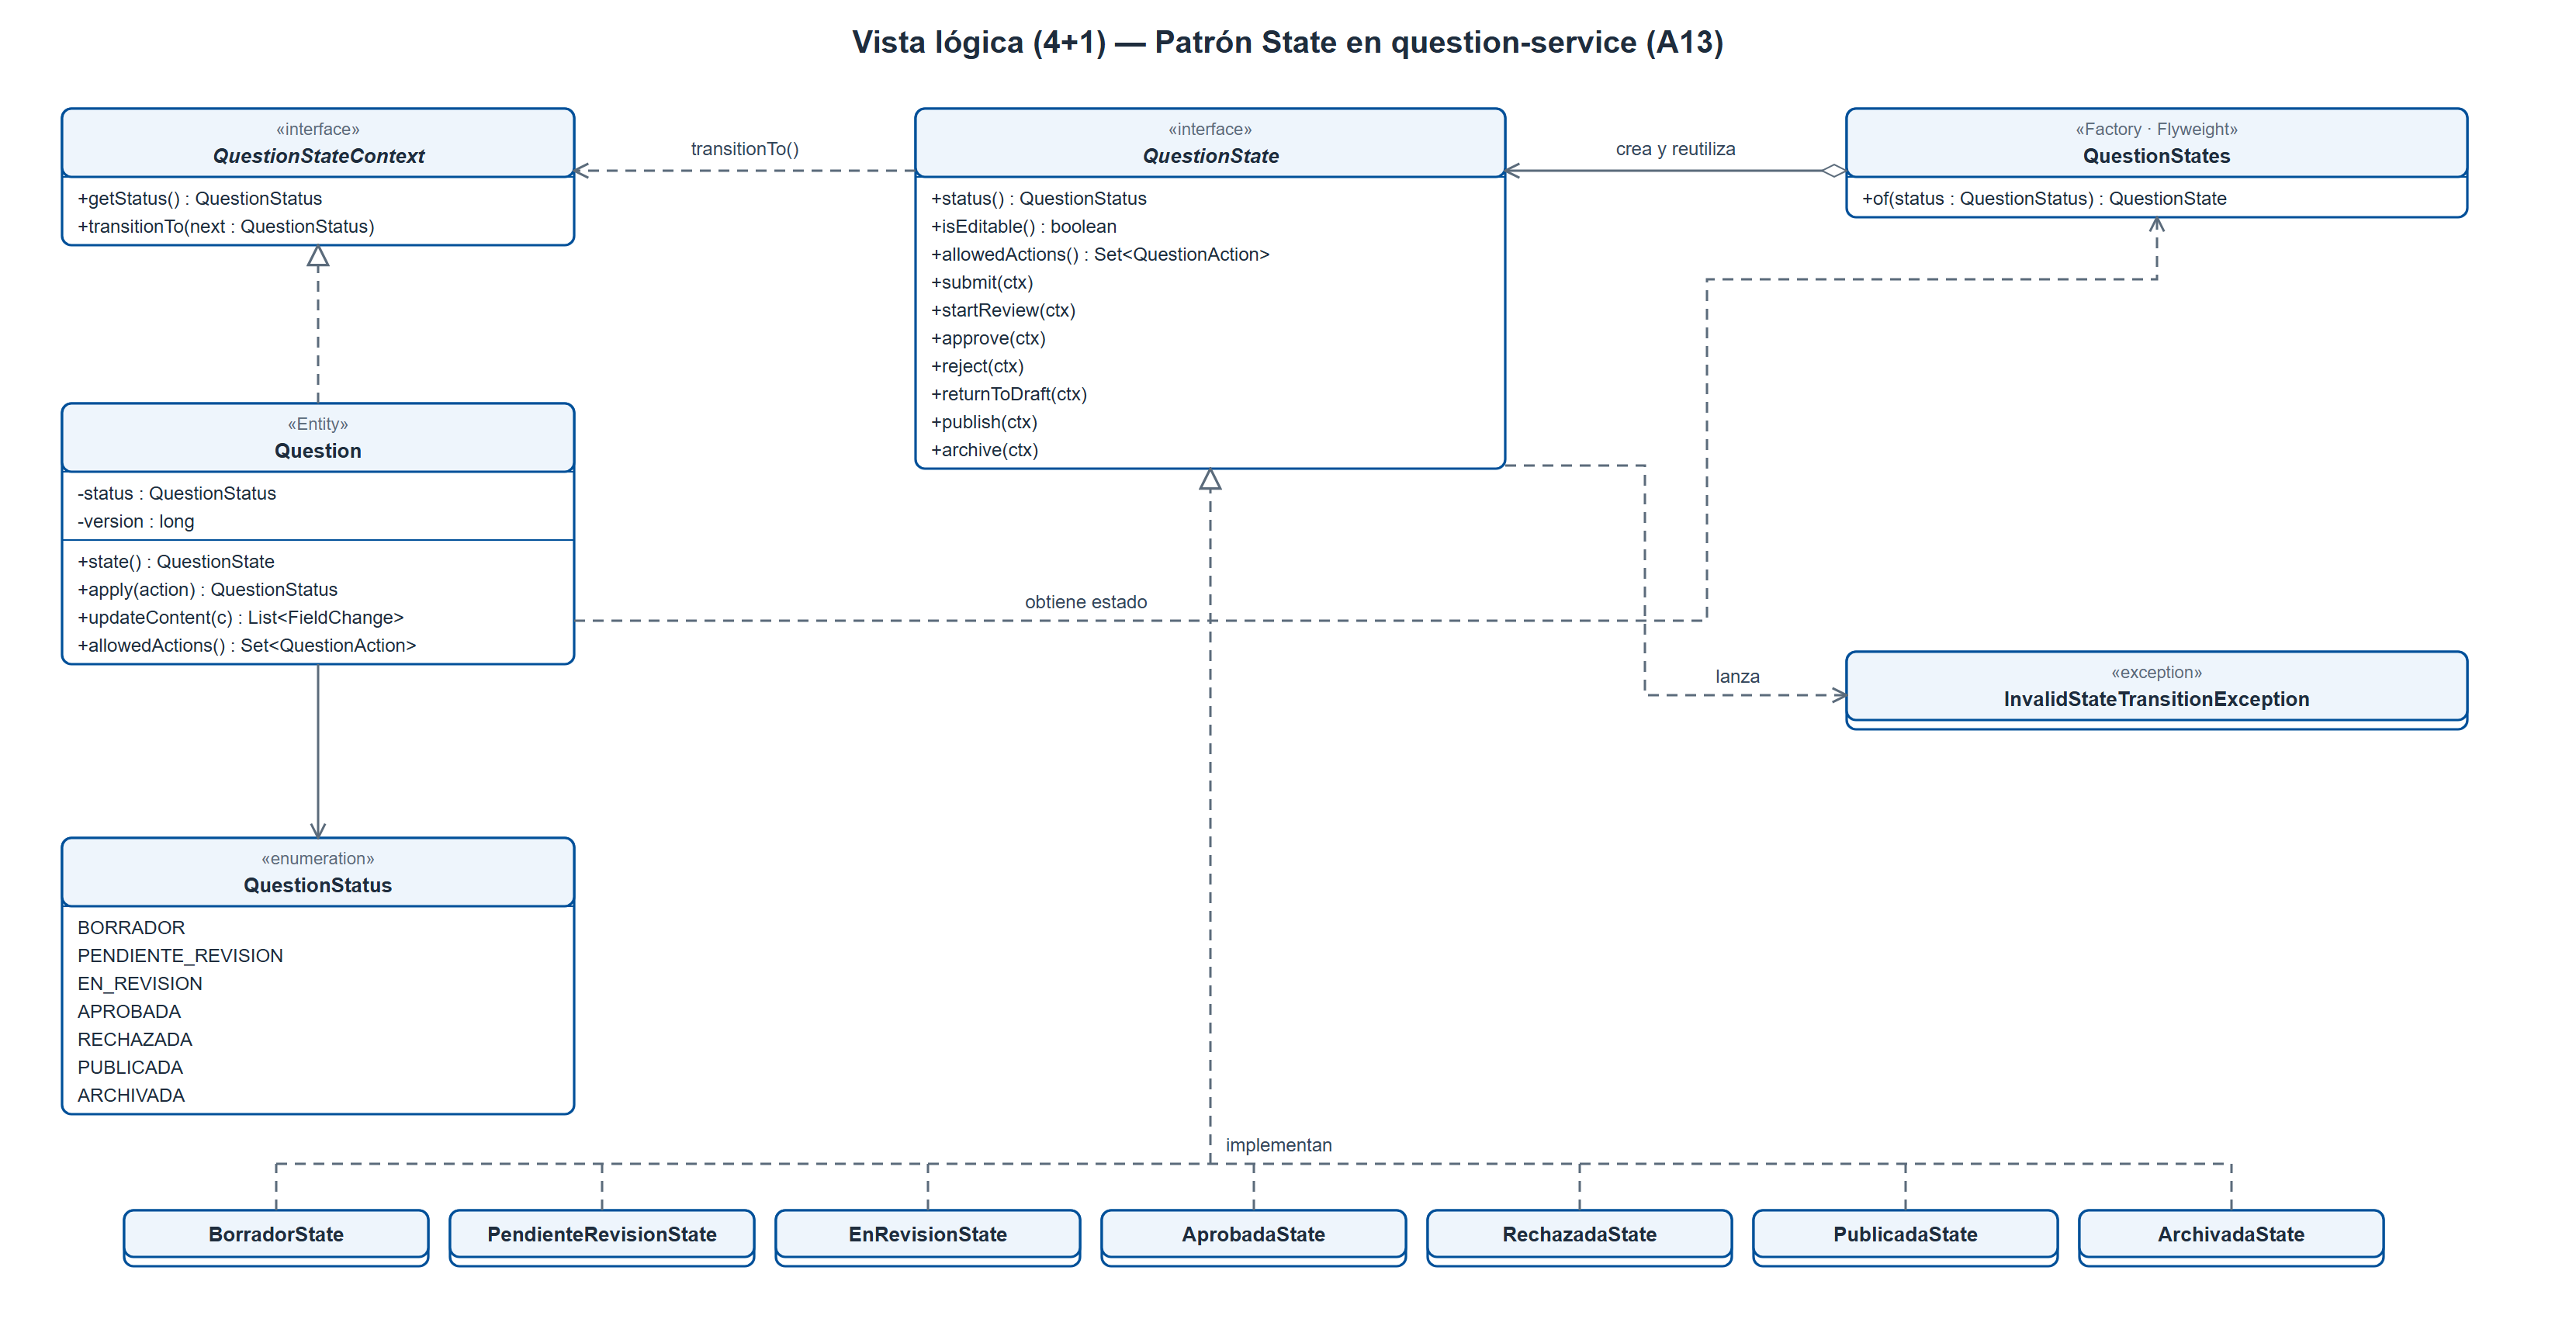 Vista lógica (4+1) — Patrón State en question-service (A13)
«interface»
QuestionStateContext
+getStatus() : QuestionStatus
+transitionTo(next : QuestionStatus)
transitionTo()
«interface»
QuestionState
+status() : QuestionStatus
+isEditable() : boolean
+allowedActions() : Set<QuestionAction>
+submit(ctx)
+startReview(ctx)
+approve(ctx)
+reject(ctx)
+returnToDraft(ctx)
+publish(ctx)
+archive(ctx)
crea y reutiliza
«Factory · Flyweight»
QuestionStates
+of(status : QuestionStatus) : QuestionState
«Entity»
Question
-status : QuestionStatus
-version : long
+state() : QuestionState
+apply(action) : QuestionStatus
+updateContent(c) : List<FieldChange>
+allowedActions() : Set<QuestionAction>
obtiene estado
lanza
«exception»
InvalidStateTransitionException
«enumeration»
QuestionStatus
BORRADOR
PENDIENTE_REVISION
EN_REVISION
APROBADA
RECHAZADA
PUBLICADA
ARCHIVADA
implementan
BorradorState
PendienteRevisionState
EnRevisionState
AprobadaState
RechazadaState
PublicadaState
ArchivadaState